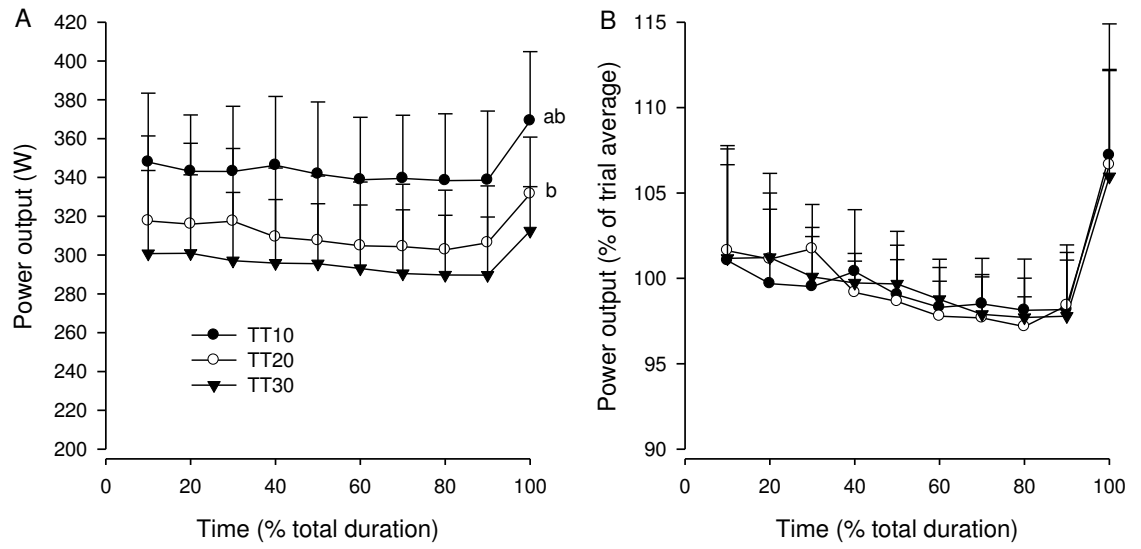 A
Power output (W)
420
400
380
360
340
320
300
280
260
240
220
200
0 20 40 60 80 100
Time (% total duration)
ab
b
TT10
TT20
TT30
B
Power output (% of trial average)
115
110
105
100
95
90
0 20 40 60 80 100
Time (% total duration)